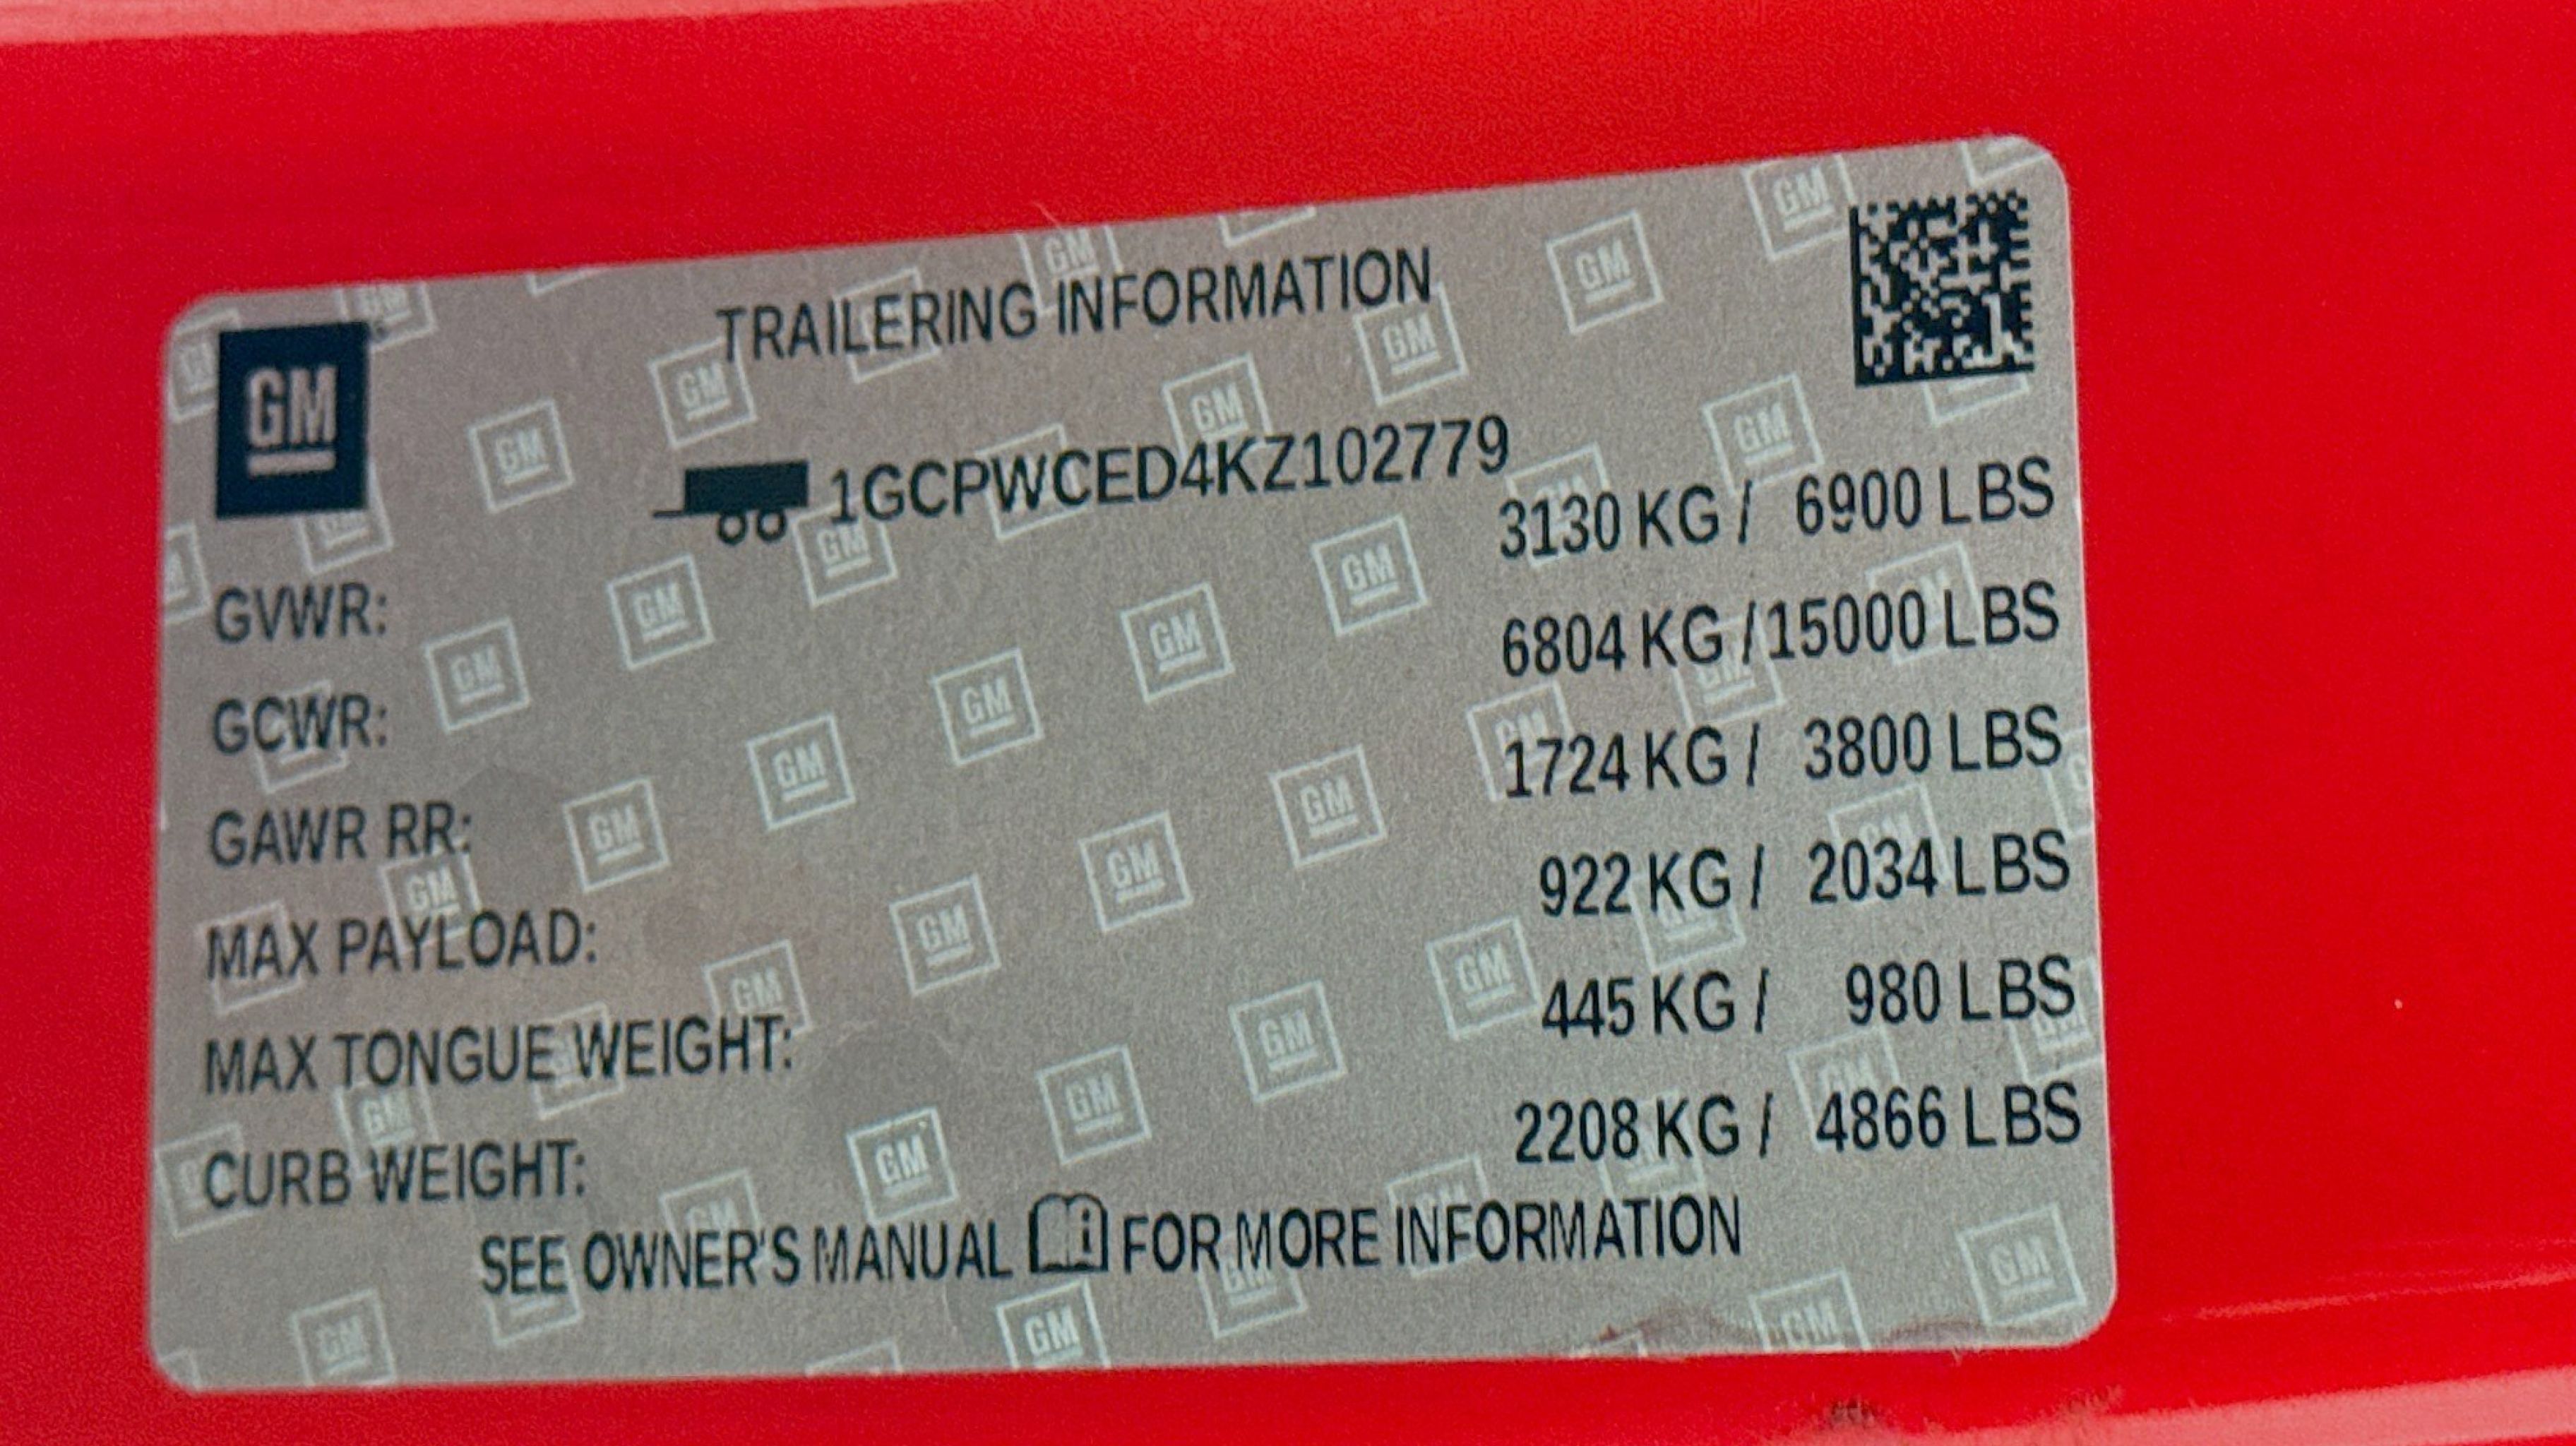 GM
TRAILERING INFORMATION
1GCPWCED4KZ102779
GVWR: 3130 KG / 6900 LBS
GCWR: 6804 KG / 15000 LBS
GAWR RR: 1724 KG / 3800 LBS
MAX PAYLOAD: 922 KG / 2034 LBS
MAX TONGUE WEIGHT: 445 KG / 980 LBS
CURB WEIGHT: 2208 KG / 4866 LBS
SEE OWNER'S MANUAL FOR MORE INFORMATION